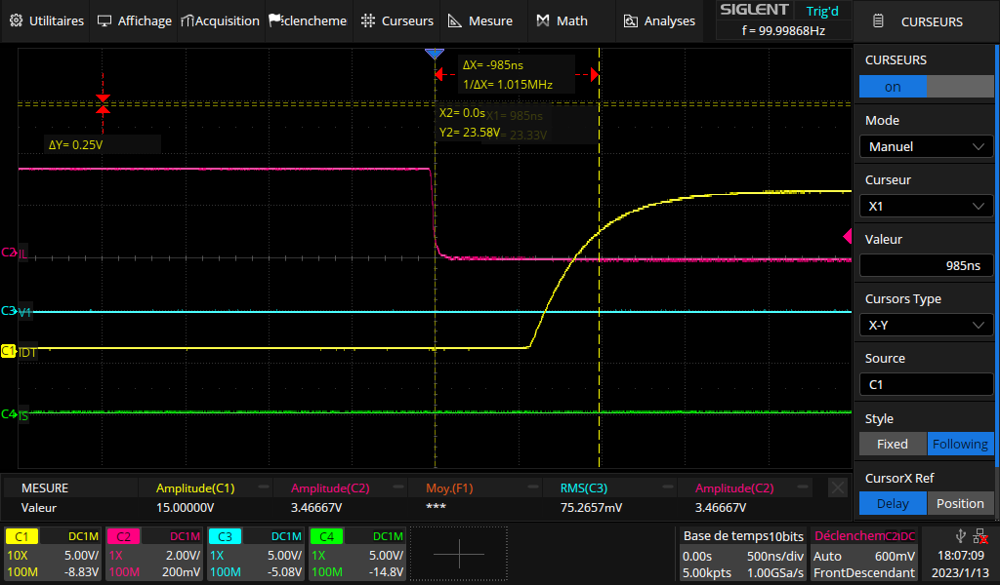 Utilitaires Affichage Acquisition éclencheme Curseurs Mesure Math Analyses SIGLENT Trig'd CURSEURS
f = 99.99868Hz
ΔX= -985ns
1/ΔX= 1.015MHz
X2= 0.0s X1= 985ns
Y2= 23.58V = 23.33V
ΔY= 0.25V
C2 IL
C3 V1
C1 IDT
C4 IS
CURSEURS
on
Mode
Manuel
Curseur
X1
Valeur
985ns
Cursors Type
X-Y
Source
C1
Style
Fixed Following
CursorX Ref
Delay Position
MESURE Amplitude(C1) Amplitude(C2) Moy.(F1) RMS(C3) Amplitude(C2)
Valeur 15.00000V 3.46667V *** 75.2657mV 3.46667V
C1 DC1M C2 DC1M C3 DC1M C4 DC1M Base de temps 10bits Déclenchem C2 DC
10X 5.00V/ 1X 2.00V/ 1X 5.00V/ 1X 5.00V/ 0.00s 500ns/div Auto 600mV 18:07:09
100M -8.83V 100M 200mV 100M -5.08V 100M -14.8V 5.00kpts 1.00GSa/s FrontDescendant 2023/1/13